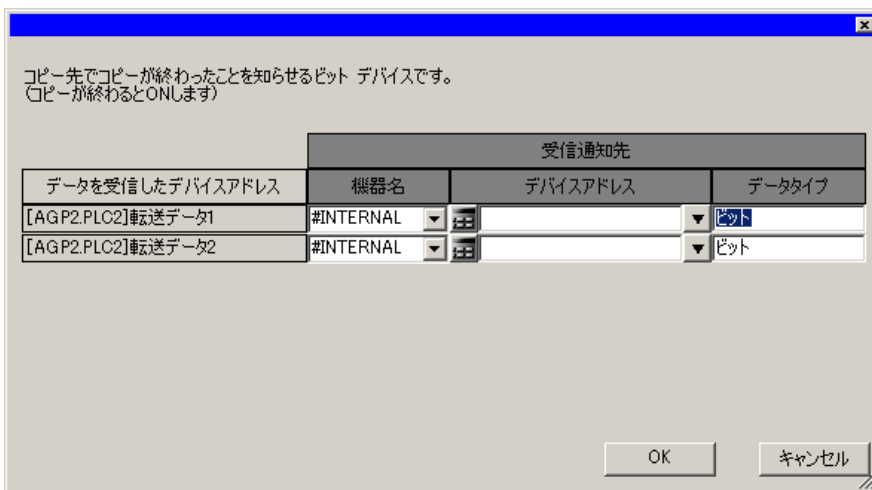 コピー先でコピーが終わったことを知らせるビット デバイスです。
(コピーが終わるとONします)
受信通知先
データを受信したデバイスアドレス 機器名 デバイスアドレス データタイプ
[AGP2.PLC2]転送データ1 #INTERNAL ビット
[AGP2.PLC2]転送データ2 #INTERNAL ビット
OK キャンセル